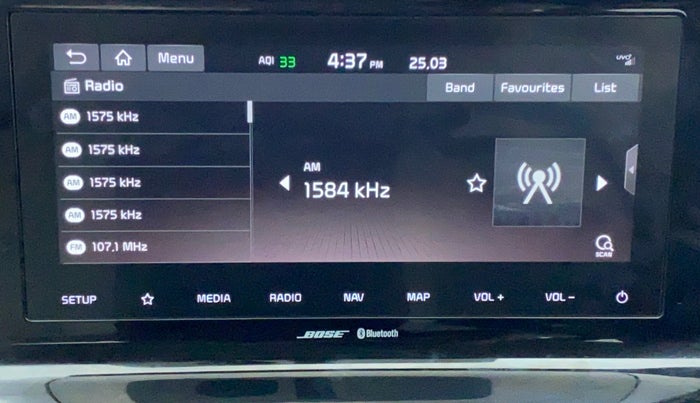 Menu AQI 33 4:37 PM 25.03 UVO
Radio Band Favourites List
AM 1575 kHz
AM 1575 kHz
AM 1575 kHz
AM 1575 kHz
FM 107.1 MHz
AM
1584 kHz
SCAN
SETUP MEDIA RADIO NAV MAP VOL + VOL -
BOSE Bluetooth